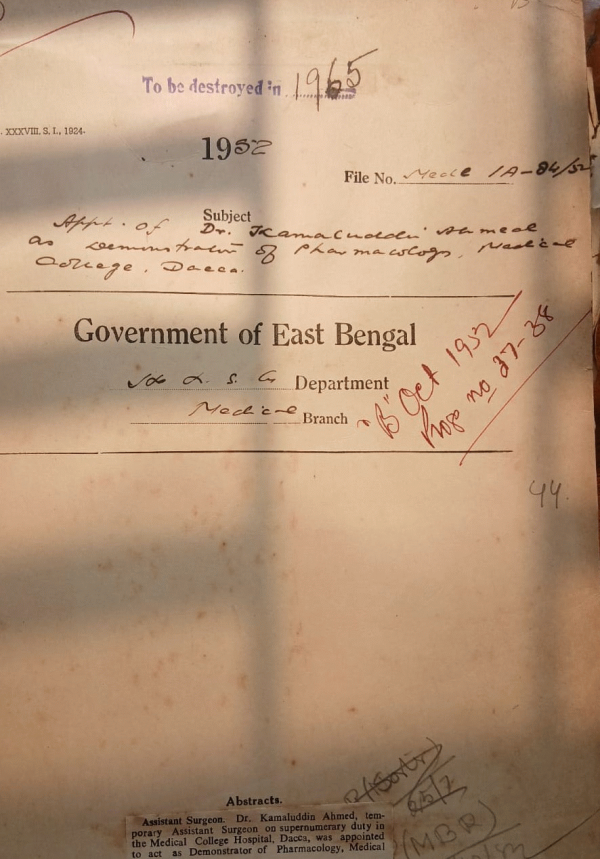 To be destroyed in 1965
XXXVIII. S. I., 1924.
1952
File No. Medl 1A-84/52
Subject
Appt. of Dr. Kamaluddin Ahmed
as Demonstrator of Pharmacology, Medical
College, Dacca.
Government of East Bengal
H. & L. S. G. Department
Medical Branch
"B" Oct 1952
Progs no 37-38
44.
Abstracts.
Assistant Surgeon. Dr. Kamaluddin Ahmed, tem-
porary Assistant Surgeon on supernumerary duty in
the Medical College Hospital, Dacca, was appointed
to act as Demonstrator of Pharmacology, Medical
(MBR)